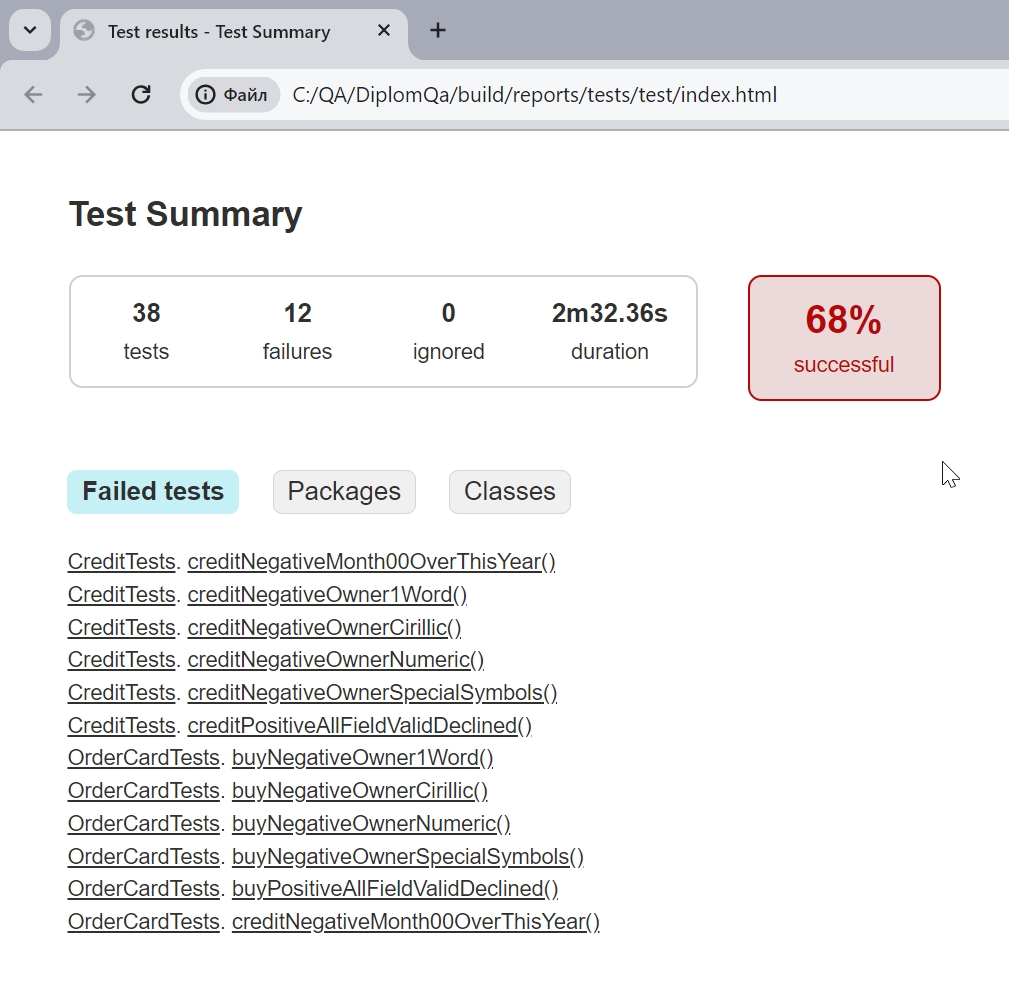 Test results - Test Summary
Файл C:/QA/DiplomQa/build/reports/tests/test/index.html
Test Summary
38 12 0 2m32.36s
tests failures ignored duration
68%
successful
Failed tests Packages Classes
CreditTests. creditNegativeMonth00OverThisYear()
CreditTests. creditNegativeOwner1Word()
CreditTests. creditNegativeOwnerCirillic()
CreditTests. creditNegativeOwnerNumeric()
CreditTests. creditNegativeOwnerSpecialSymbols()
CreditTests. creditPositiveAllFieldValidDeclined()
OrderCardTests. buyNegativeOwner1Word()
OrderCardTests. buyNegativeOwnerCirillic()
OrderCardTests. buyNegativeOwnerNumeric()
OrderCardTests. buyNegativeOwnerSpecialSymbols()
OrderCardTests. buyPositiveAllFieldValidDeclined()
OrderCardTests. creditNegativeMonth00OverThisYear()